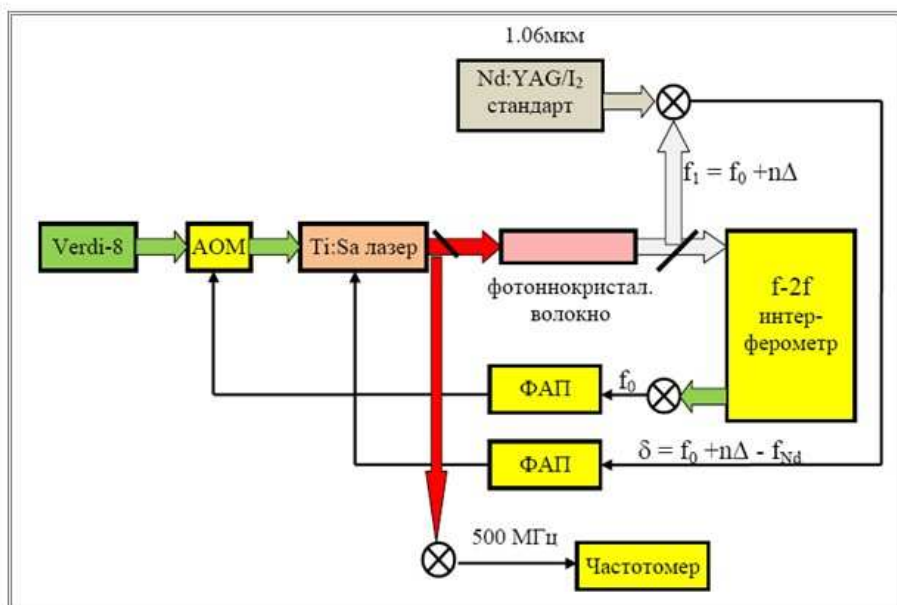 1.06мкм
Nd:YAG/I₂
стандарт
f₁ = f₀ +nΔ
Verdi-8
АОМ
Ti:Sa лазер
фотоннокристал.
волокно
f-2f
интер-
ферометр
ФАП
f₀
ФАП
δ = f₀ +nΔ - fNd
500 МГц
Частотомер